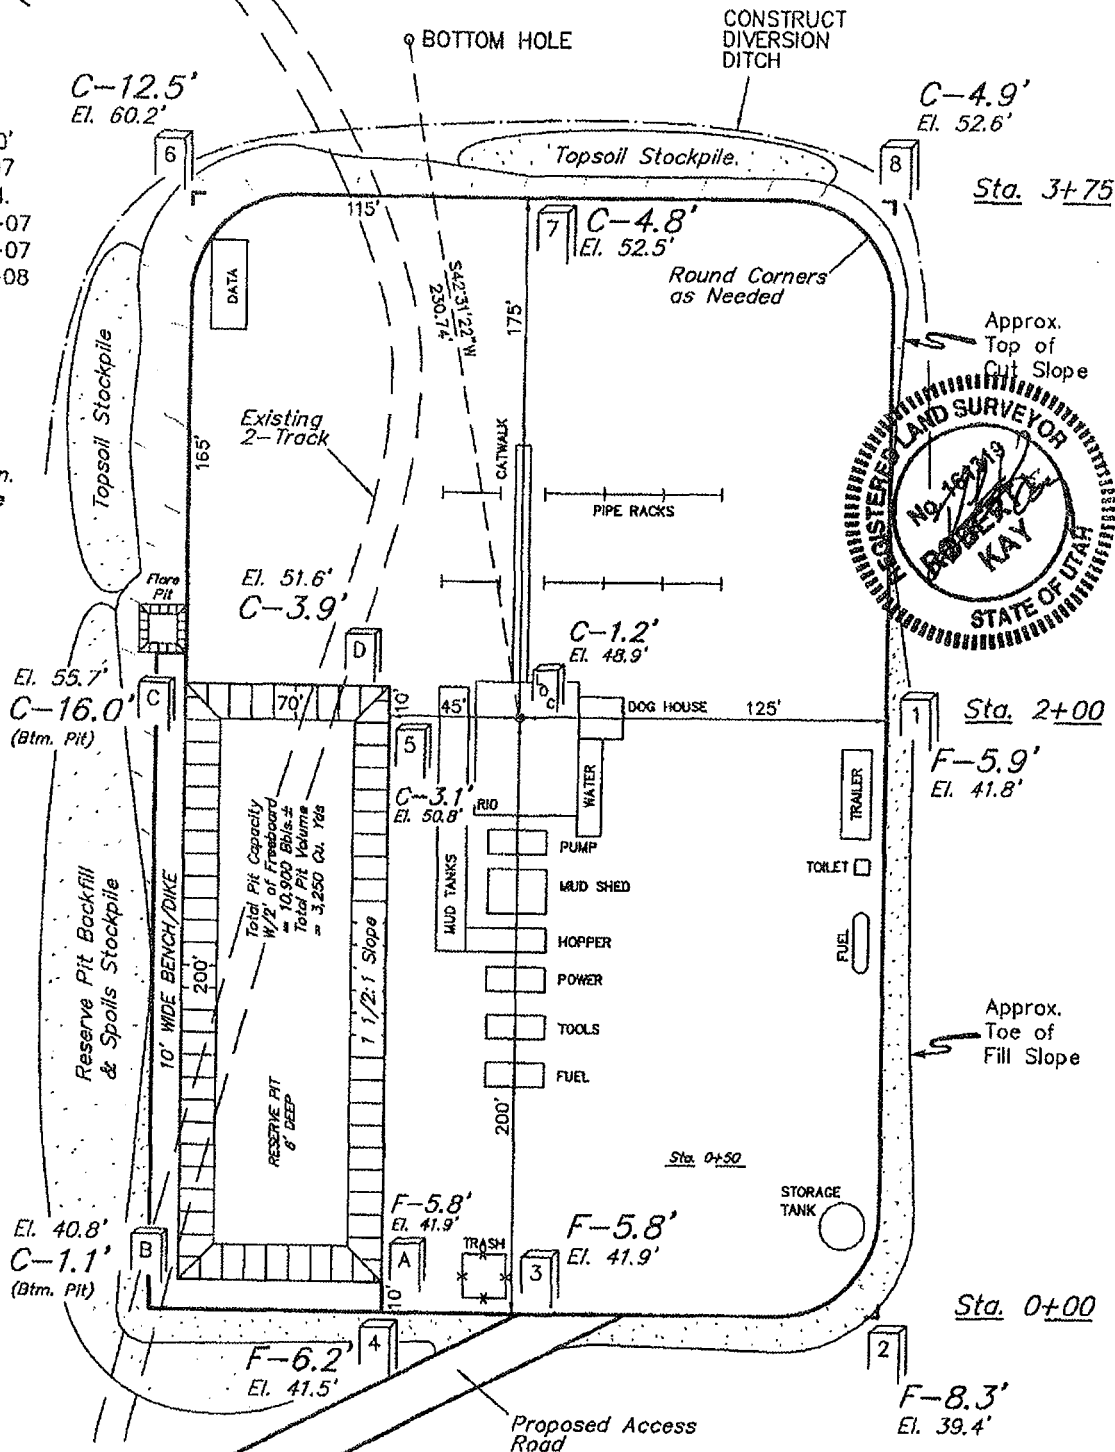 CONSTRUCT
DIVERSION
DITCH
BOTTOM HOLE
C-12.5'
El. 60.2'
C-4.9'
El. 52.6'
6
8
Topsoil Stockpile.
Sta. 3+75
0'
7
-07
-07
-08
115'
7
C-4.8'
El. 52.5'
Round Corners
as Needed
DATA
S42°31'22"W
230.74'
175'
Approx.
Top of
Cut Slope
Topsoil Stockpile
Existing
2-Track
165'
CATWALK
PIPE RACKS
REGISTERED LAND SURVEYOR
No. 161319
ROBERT
KAY
STATE OF UTAH
n.
e
Flare
Pit
El. 51.6'
C-3.9'
D
C-1.2'
El. 48.9'
El. 55.7'
C-16.0'
(Btm. Pit)
C
70'
10'
45'
DOG HOUSE
125'
1
Sta. 2+00
5
F-5.9'
El. 41.8'
C-3.1'
El. 50.8'
RIG
WATER
TRAILER
Total Pit Capacity
W/2' of Freeboard
= 10,900 Bbls.±
Total Pit Volume
= 3,250 Cu. Yds
MUD TANKS
PUMP
MUD SHED
HOPPER
POWER
TOOLS
FUEL
TOILET
FUEL
Reserve Pit Backfill
& Spoils Stockpile
10' WIDE BENCH/DIKE
200'
1 1/2:1 Slope
RESERVE PIT
8' DEEP
200'
Approx.
Toe of
Fill Slope
Sta. 0+50
STORAGE
TANK
El. 40.8'
C-1.1'
(Btm. Pit)
B
F-5.8'
El. 41.9'
A
TRASH
3
F-5.8'
El. 41.9'
10'
Sta. 0+00
4
F-6.2'
El. 41.5'
2
F-8.3'
El. 39.4'
Proposed Access
Road